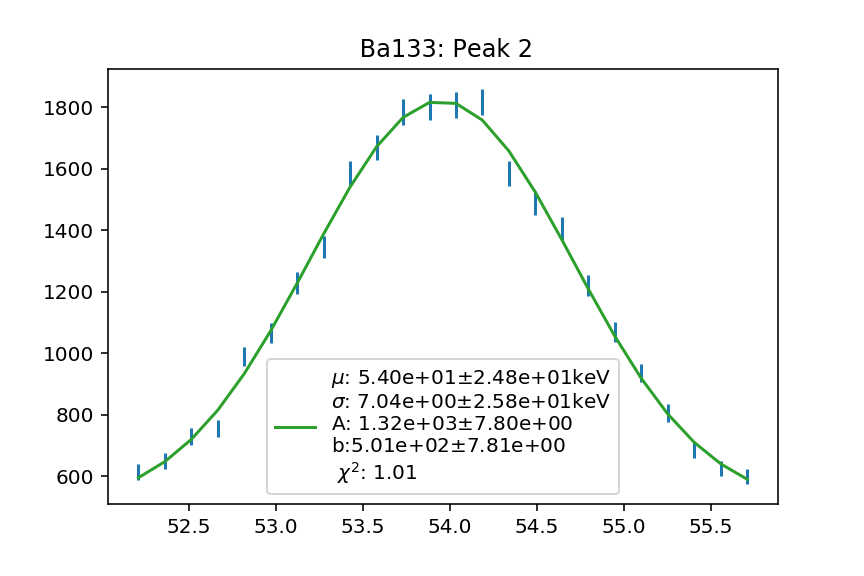 Ba133: Peak 2
1800
1600
1400
1200
1000
800
600
μ: 5.40e+01±2.48e+01keV
σ: 7.04e+00±2.58e+01keV
A: 1.32e+03±7.80e+00
b:5.01e+02±7.81e+00
χ²: 1.01
52.5 53.0 53.5 54.0 54.5 55.0 55.5